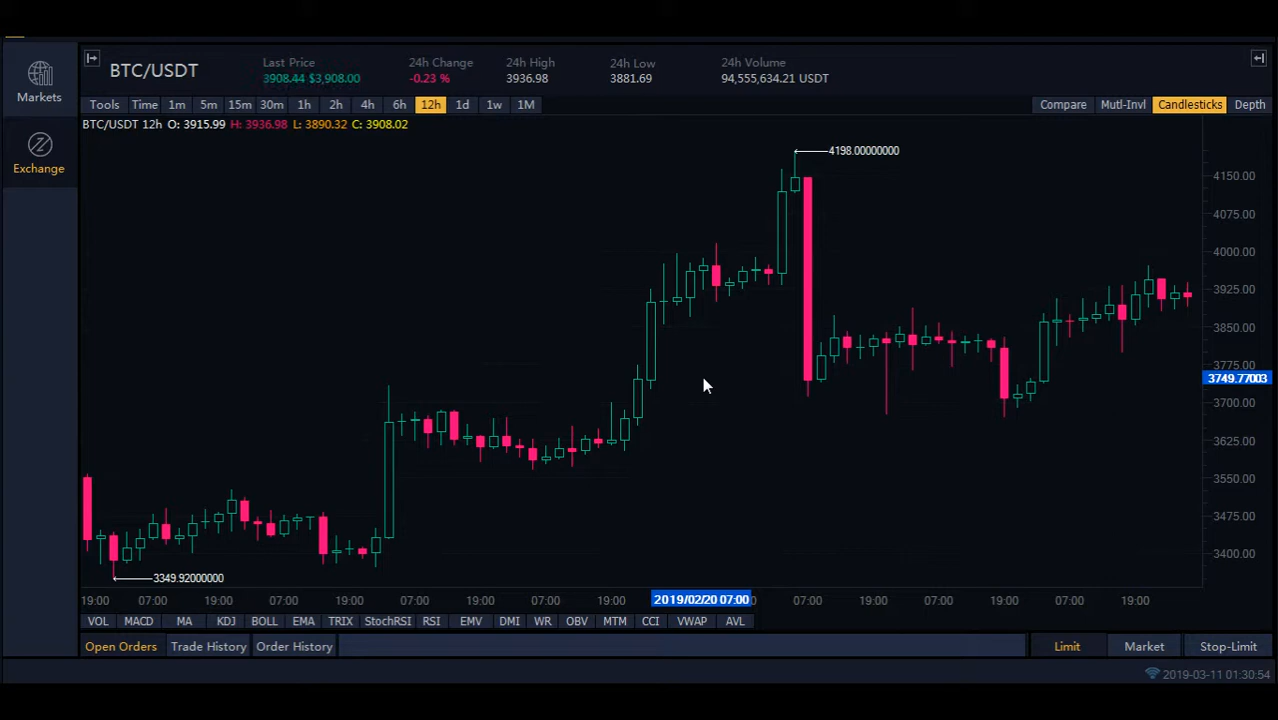 Markets
Exchange
BTC/USDT
Last Price
3908.44 $3,908.00
24h Change
-0.23 %
24h High
3936.98
24h Low
3881.69
24h Volume
94,555,634.21 USDT
Tools Time 1m 5m 15m 30m 1h 2h 4h 6h 12h 1d 1w 1M
Compare Mutl-Invl Candlesticks Depth
BTC/USDT 12h O: 3915.99 H: 3936.98 L: 3890.32 C: 3908.02
4198.00000000
4150.00
4075.00
4000.00
3925.00
3850.00
3775.00
3749.77003
3700.00
3625.00
3550.00
3475.00
3400.00
3349.92000000
19:00 07:00 19:00 07:00 19:00 07:00 19:00 07:00 19:00 2019/02/20 07:00 07:00 19:00 07:00 19:00 07:00 19:00
VOL MACD MA KDJ BOLL EMA TRIX StochRSI RSI EMV DMI WR OBV MTM CCI VWAP AVL
Open Orders Trade History Order History Limit Market Stop-Limit
2019-03-11 01:30:54